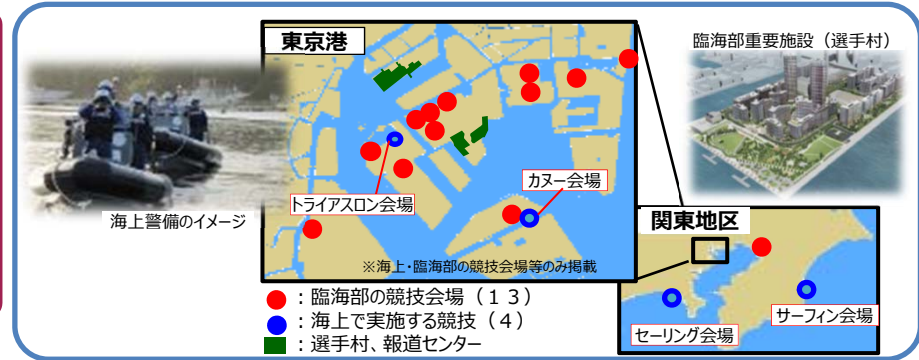 東京港
臨海部重要施設（選手村）
カヌー会場
トライアスロン会場
海上警備のイメージ
関東地区
※海上・臨海部の競技会場等のみ掲載
：臨海部の競技会場（１３）
：海上で実施する競技（４）
：選手村、報道センター
サーフィン会場
セーリング会場